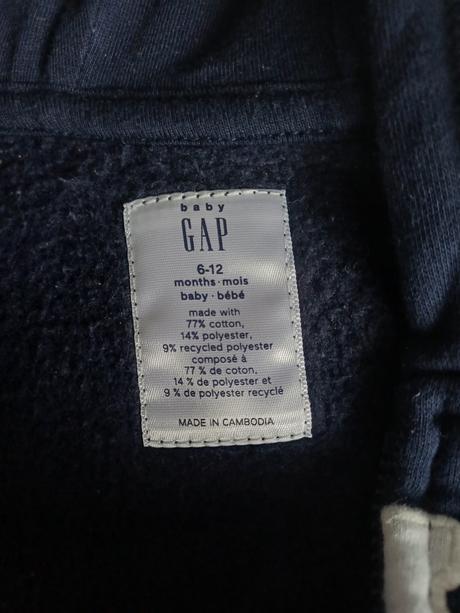 baby
GAP
6-12
months·mois
baby·bébé
made with
77% cotton,
14% polyester,
9% recycled polyester
composé à
77 % de coton,
14 % de polyester et
9 % de polyester recyclé
MADE IN CAMBODIA